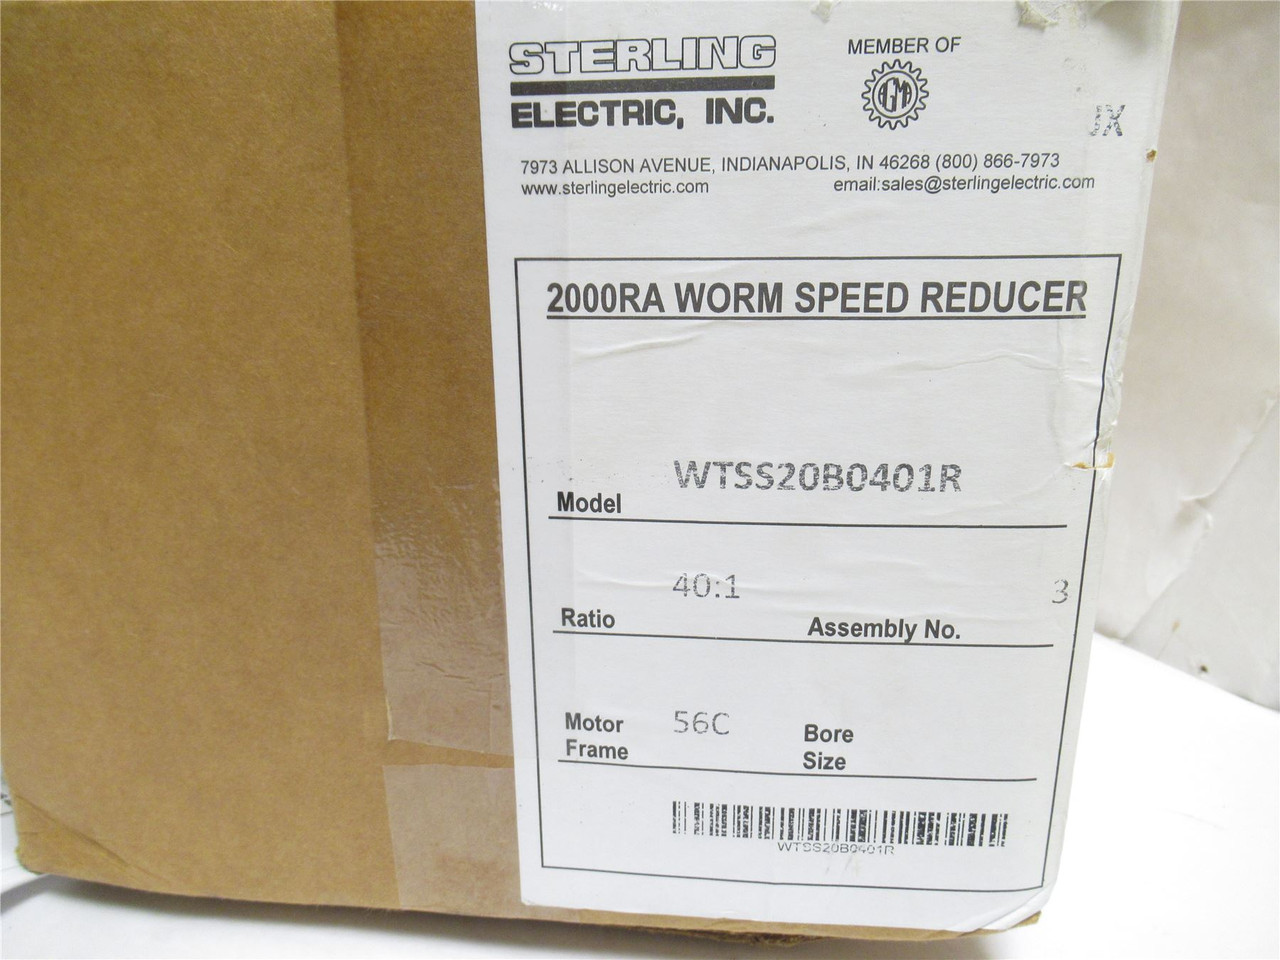 STERLING
ELECTRIC, INC.
MEMBER OF
AGMA
JX
7973 ALLISON AVENUE, INDIANAPOLIS, IN 46268 (800) 866-7973
www.sterlingelectric.com email:sales@sterlingelectric.com
2000RA WORM SPEED REDUCER
Model WTSS20B0401R
Ratio 40:1 Assembly No. 3
Motor Frame 56C Bore Size
WTSS20B0401R